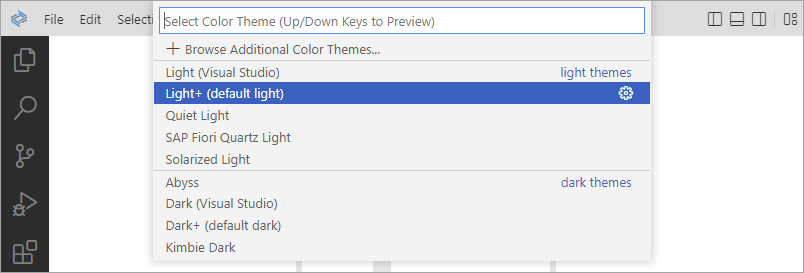 File Edit Selecti
Select Color Theme (Up/Down Keys to Preview)
+ Browse Additional Color Themes...
Light (Visual Studio) light themes
Light+ (default light)
Quiet Light
SAP Fiori Quartz Light
Solarized Light
Abyss dark themes
Dark (Visual Studio)
Dark+ (default dark)
Kimbie Dark